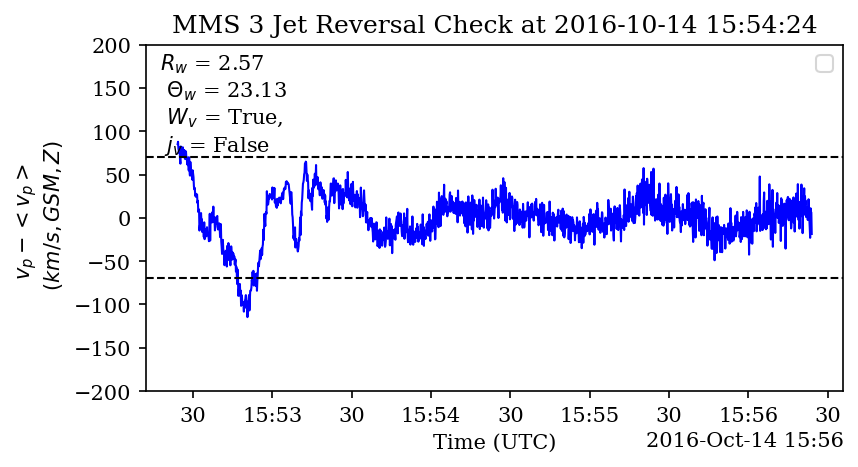 MMS 3 Jet Reversal Check at 2016-10-14 15:54:24
R_w = 2.57
Θ_w = 23.13
W_v = True,
j_v = False
200
150
100
50
0
−50
−100
−150
−200
v_p − < v_p >
(km/s, GSM, Z)
30 15:53 30 15:54 30 15:55 30 15:56 30
Time (UTC)
2016-Oct-14 15:56